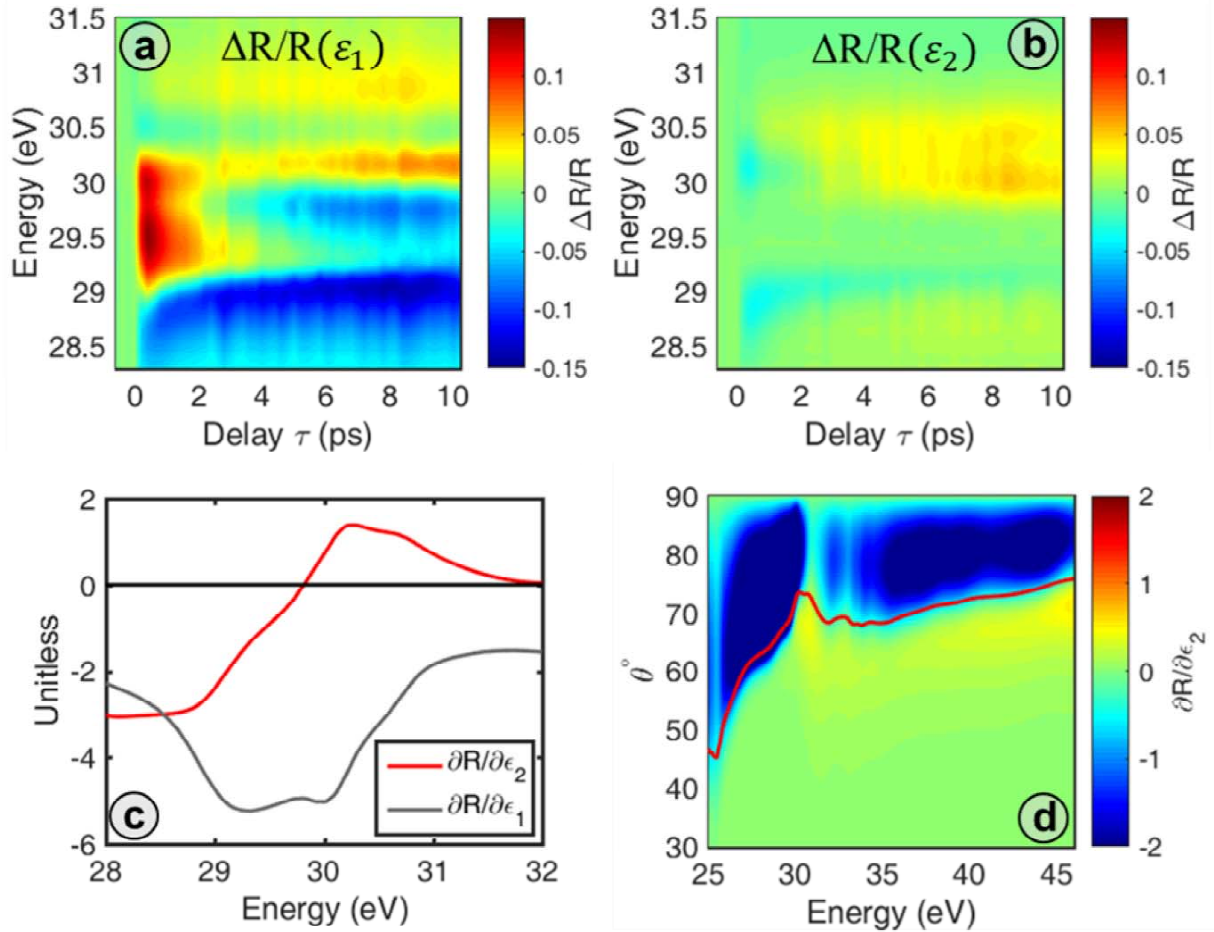 a
ΔR/R(ε₁)
31.5
31
30.5
30
29.5
29
28.5
Energy (eV)
0 2 4 6 8 10
Delay τ (ps)
0.1
0.05
0
-0.05
-0.1
-0.15
ΔR/R
b
ΔR/R(ε₂)
31.5
31
30.5
30
29.5
29
28.5
Energy (eV)
0 2 4 6 8 10
Delay τ (ps)
0.1
0.05
0
-0.05
-0.1
-0.15
ΔR/R
2
0
-2
-4
-6
Unitless
∂R/∂ϵ₂
∂R/∂ϵ₁
c
28 29 30 31 32
Energy (eV)
90
80
70
60
50
40
30
θ°
d
25 30 35 40 45
Energy (eV)
2
1
0
-1
-2
∂R/∂ϵ₂